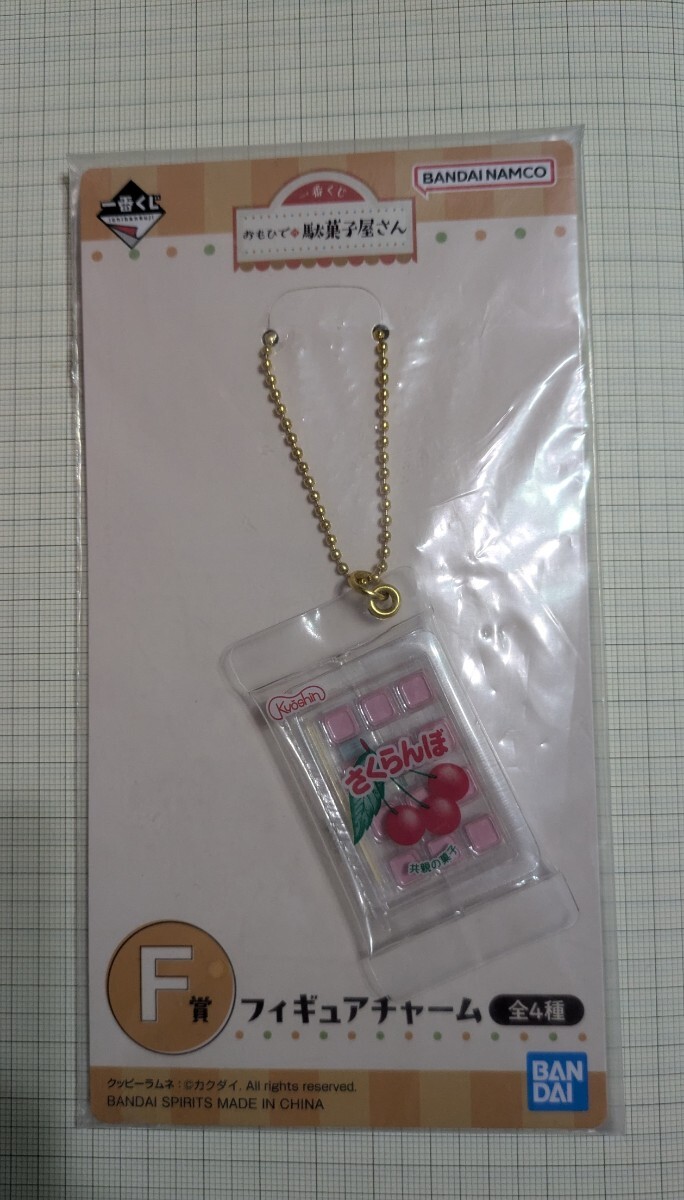 一番くじ
ICHIBANKUJI
一番くじ
おもひで 駄菓子屋さん
BANDAI NAMCO
Kyoshin
さくらんぼ
共親の菓子
F賞 フィギュアチャーム 全4種
クッピーラムネ：©カクダイ. All rights reserved.
BANDAI SPIRITS MADE IN CHINA
BAN
DAI